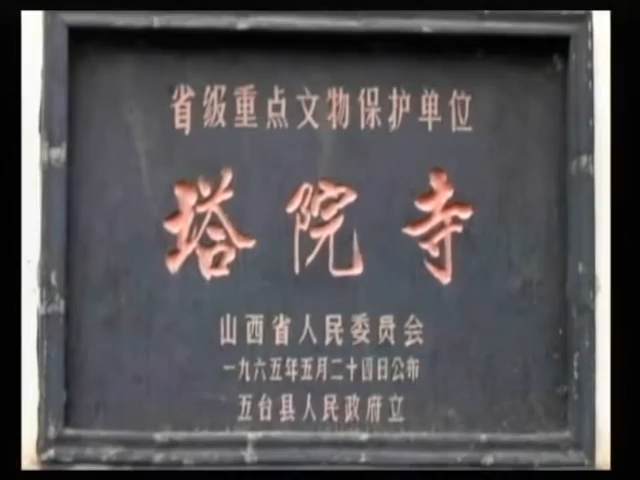 省级重点文物保护单位
塔院寺
山西省人民委员会
一九六五年五月二十四日公布
五台县人民政府立